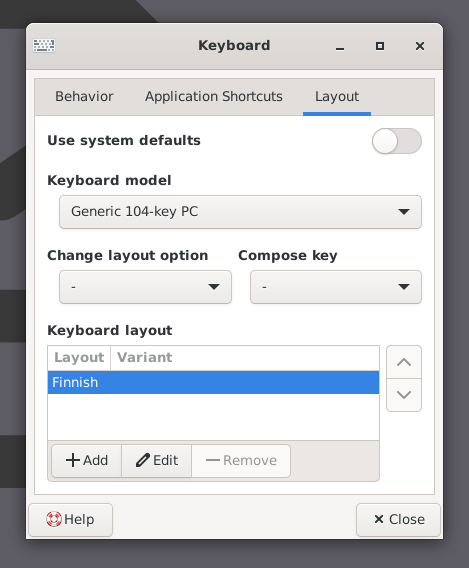 Keyboard
Behavior Application Shortcuts Layout
Use system defaults
Keyboard model
Generic 104-key PC
Change layout option Compose key
- -
Keyboard layout
Layout Variant
Finnish
Add Edit Remove
Help Close